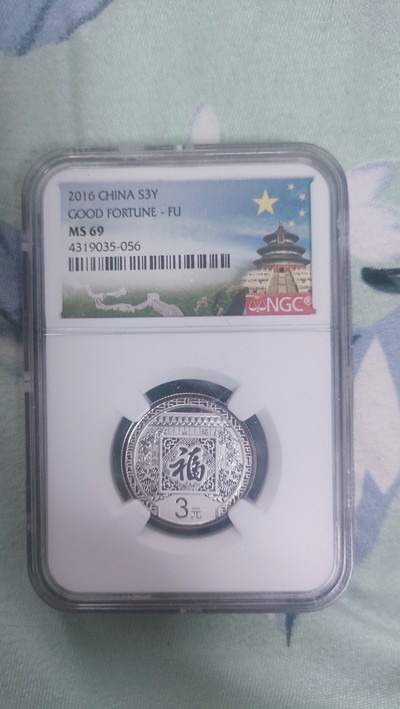 2016 CHINA S3Y
GOOD FORTUNE - FU
MS 69
4319035-056
NGC®
福
3元